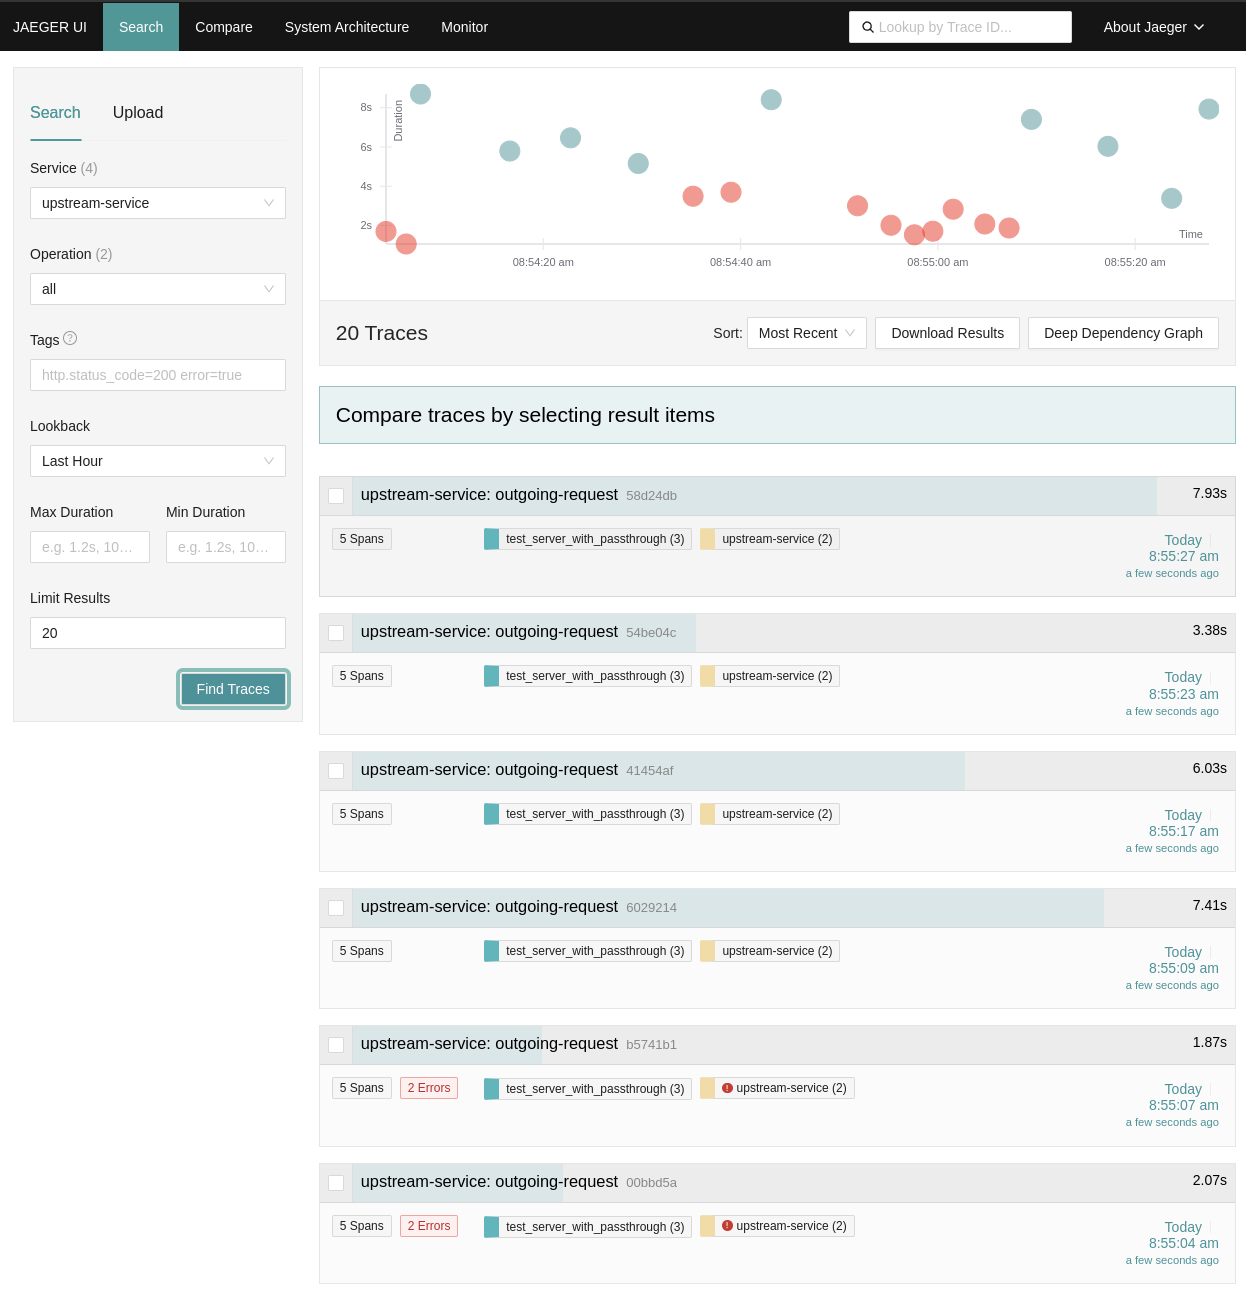 JAEGER UI Search Compare System Architecture Monitor Lookup by Trace ID... About Jaeger
Search Upload
Service (4)
upstream-service
Operation (2)
all
Tags ?
http.status_code=200 error=true
Lookback
Last Hour
Max Duration Min Duration
e.g. 1.2s, 10… e.g. 1.2s, 10…
Limit Results
20
Find Traces
8s
6s
4s
2s
Duration
Time
08:54:20 am 08:54:40 am 08:55:00 am 08:55:20 am
20 Traces Sort: Most Recent Download Results Deep Dependency Graph
Compare traces by selecting result items
upstream-service: outgoing-request 58d24db 7.93s
5 Spans test_server_with_passthrough (3) upstream-service (2) Today
8:55:27 am
a few seconds ago
upstream-service: outgoing-request 54be04c 3.38s
5 Spans test_server_with_passthrough (3) upstream-service (2) Today
8:55:23 am
a few seconds ago
upstream-service: outgoing-request 41454af 6.03s
5 Spans test_server_with_passthrough (3) upstream-service (2) Today
8:55:17 am
a few seconds ago
upstream-service: outgoing-request 6029214 7.41s
5 Spans test_server_with_passthrough (3) upstream-service (2) Today
8:55:09 am
a few seconds ago
upstream-service: outgoing-request b5741b1 1.87s
5 Spans 2 Errors test_server_with_passthrough (3) upstream-service (2) Today
8:55:07 am
a few seconds ago
upstream-service: outgoing-request 00bbd5a 2.07s
5 Spans 2 Errors test_server_with_passthrough (3) upstream-service (2) Today
8:55:04 am
a few seconds ago